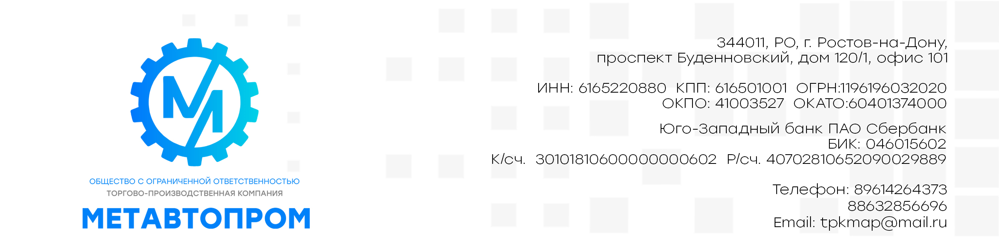 ОБЩЕСТВО С ОГРАНИЧЕННОЙ ОТВЕТСТВЕННОСТЬЮ
ТОРГОВО-ПРОИЗВОДСТВЕННАЯ КОМПАНИЯ
МЕТАВТОПРОМ
344011, РО, г. Ростов-на-Дону,
проспект Буденновский, дом 120/1, офис 101
ИНН: 6165220880 КПП: 616501001 ОГРН:1196196032020
ОКПО: 41003527 ОКАТО:60401374000
Юго-Западный банк ПАО Сбербанк
БИК: 046015602
К/сч. 30101810600000000602 Р/сч. 40702810652090029889
Телефон: 89614264373
88632856696
Email: tpkmap@mail.ru